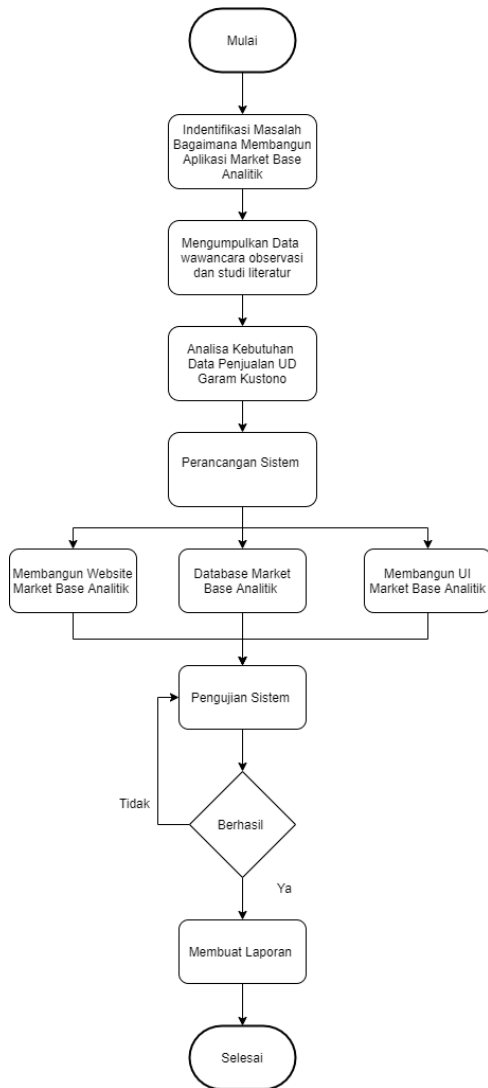 Mulai
Indentifikasi Masalah
Bagaimana Membangun
Aplikasi Market Base
Analitik
Mengumpulkan Data
wawancara observasi
dan studi literatur
Analisa Kebutuhan
Data Penjualan UD
Garam Kustono
Perancangan Sistem
Membangun Website
Market Base Analitik
Database Market
Base Analitik
Membangun UI
Market Base Analitik
Pengujian Sistem
Tidak
Berhasil
Ya
Membuat Laporan
Selesai